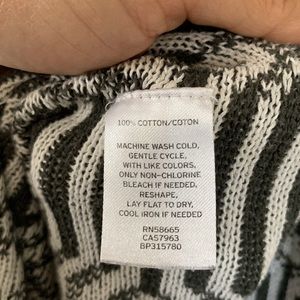 100% COTTON/COTON
MACHINE WASH COLD,
GENTLE CYCLE,
WITH LIKE COLORS,
ONLY NON-CHLORINE
BLEACH IF NEEDED,
RESHAPE,
LAY FLAT TO DRY,
COOL IRON IF NEEDED
RN58665
CA57963
BP315780